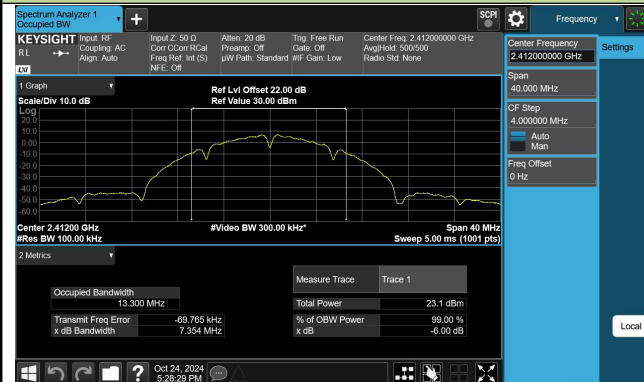 Spectrum Analyzer 1
Occupied BW
SCPI
Frequency
KEYSIGHT
RL
LXI
Input: RF
Coupling: AC
Align: Auto
Input Z: 50 Ω
Corr CCorr RCal
Freq Ref: Int (S)
NFE: Off
Atten: 20 dB
Preamp: Off
µW Path: Standard
Trig: Free Run
Gate: Off
#IF Gain: Low
Center Freq: 2.412000000 GHz
Avg|Hold: 500/500
Radio Std: None
Center Frequency
2.412000000 GHz
Settings
Span
40.000 MHz
CF Step
4.000000 MHz
Auto
Man
Freq Offset
0 Hz
Local
1 Graph
Scale/Div 10.0 dB
Ref Lvl Offset 22.00 dB
Ref Value 30.00 dBm
Log
20.0
10.0
0.00
-10.0
-20.0
-30.0
-40.0
-50.0
-60.0
Center 2.41200 GHz
#Video BW 300.00 kHz*
Span 40 MHz
#Res BW 100.00 kHz
Sweep 5.00 ms (1001 pts)
2 Metrics
Measure Trace Trace 1
Occupied Bandwidth
13.300 MHz
Total Power 23.1 dBm
Transmit Freq Error -69.765 kHz
% of OBW Power 99.00 %
x dB Bandwidth 7.354 MHz
x dB -6.00 dB
?
Oct 24, 2024
5:28:29 PM